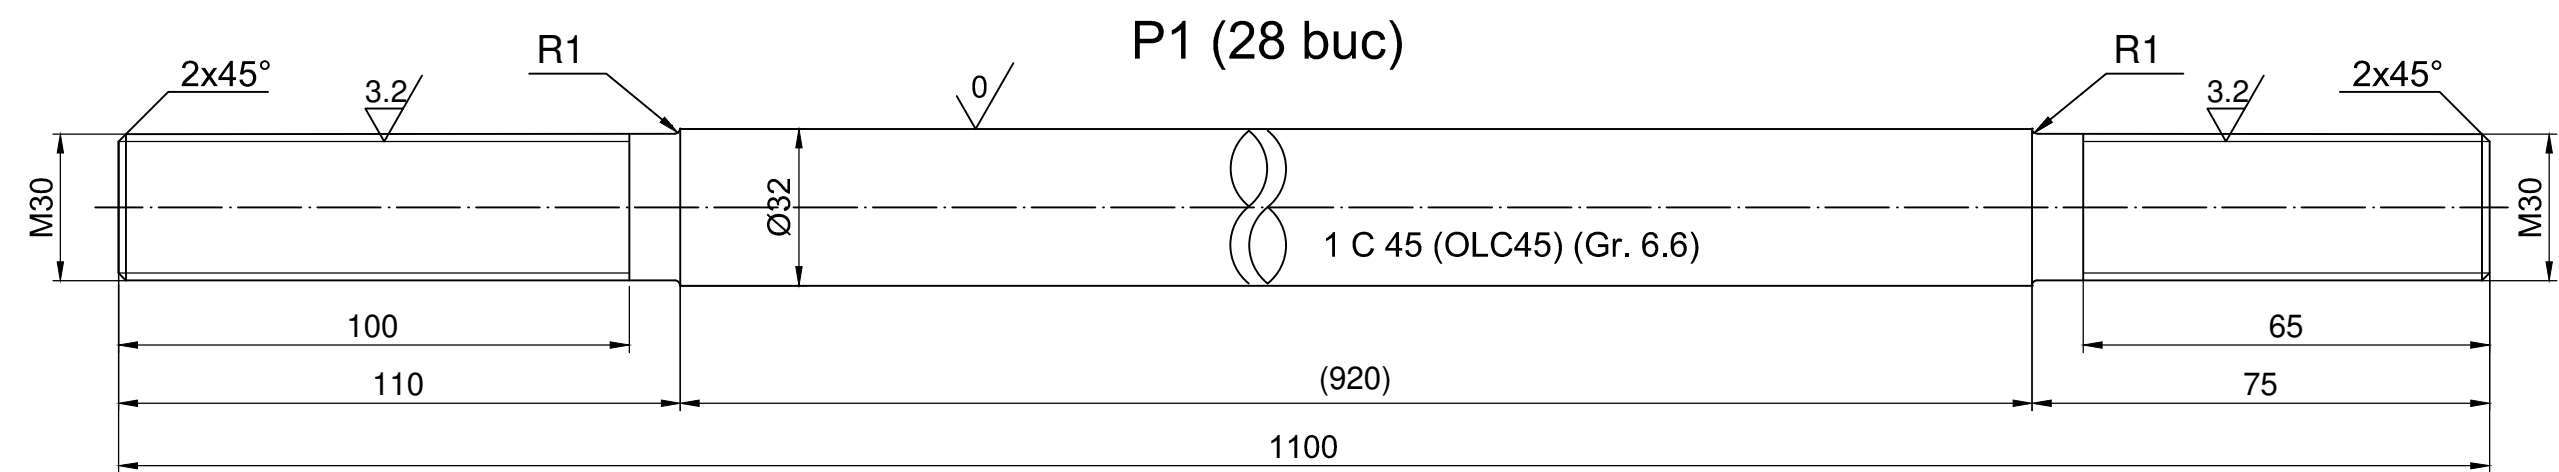 P1 (28 buc)
2x45°
3.2
R1
0
R1
3.2
2x45°
M30
Ø32
1 C 45 (OLC45) (Gr. 6.6)
M30
100
65
110
(920)
75
1100